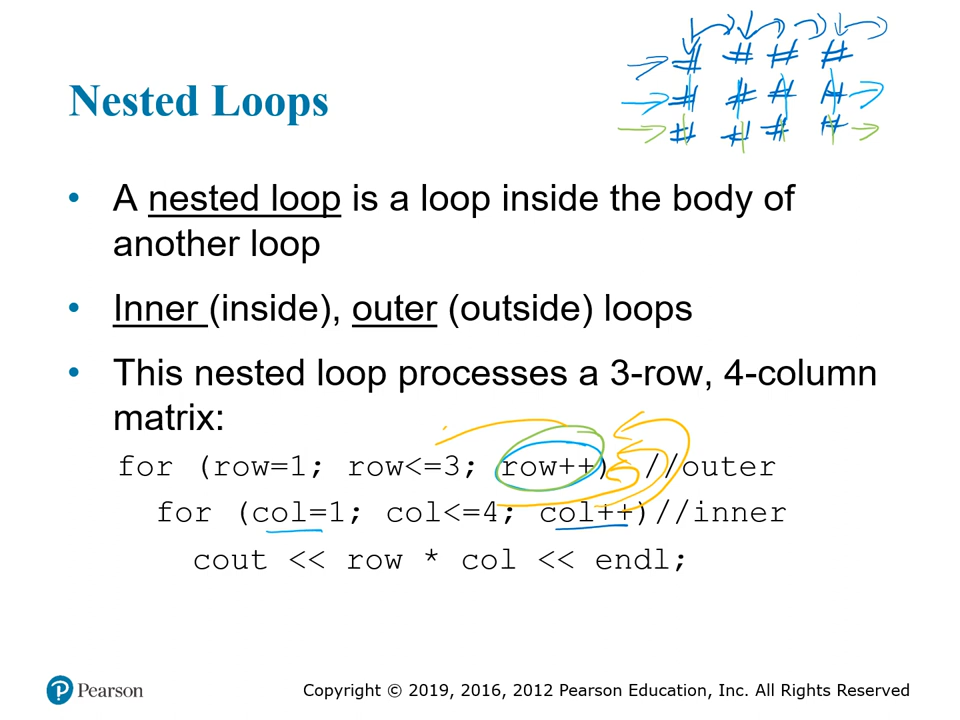 # # # #
# # # #
# # # #
Nested Loops
• A nested loop is a loop inside the body of
another loop
• Inner (inside), outer (outside) loops
• This nested loop processes a 3-row, 4-column
matrix:
for (row=1; row<=3; row++) //outer
for (col=1; col<=4; col++)//inner
cout << row * col << endl;
Pearson
Copyright © 2019, 2016, 2012 Pearson Education, Inc. All Rights Reserved